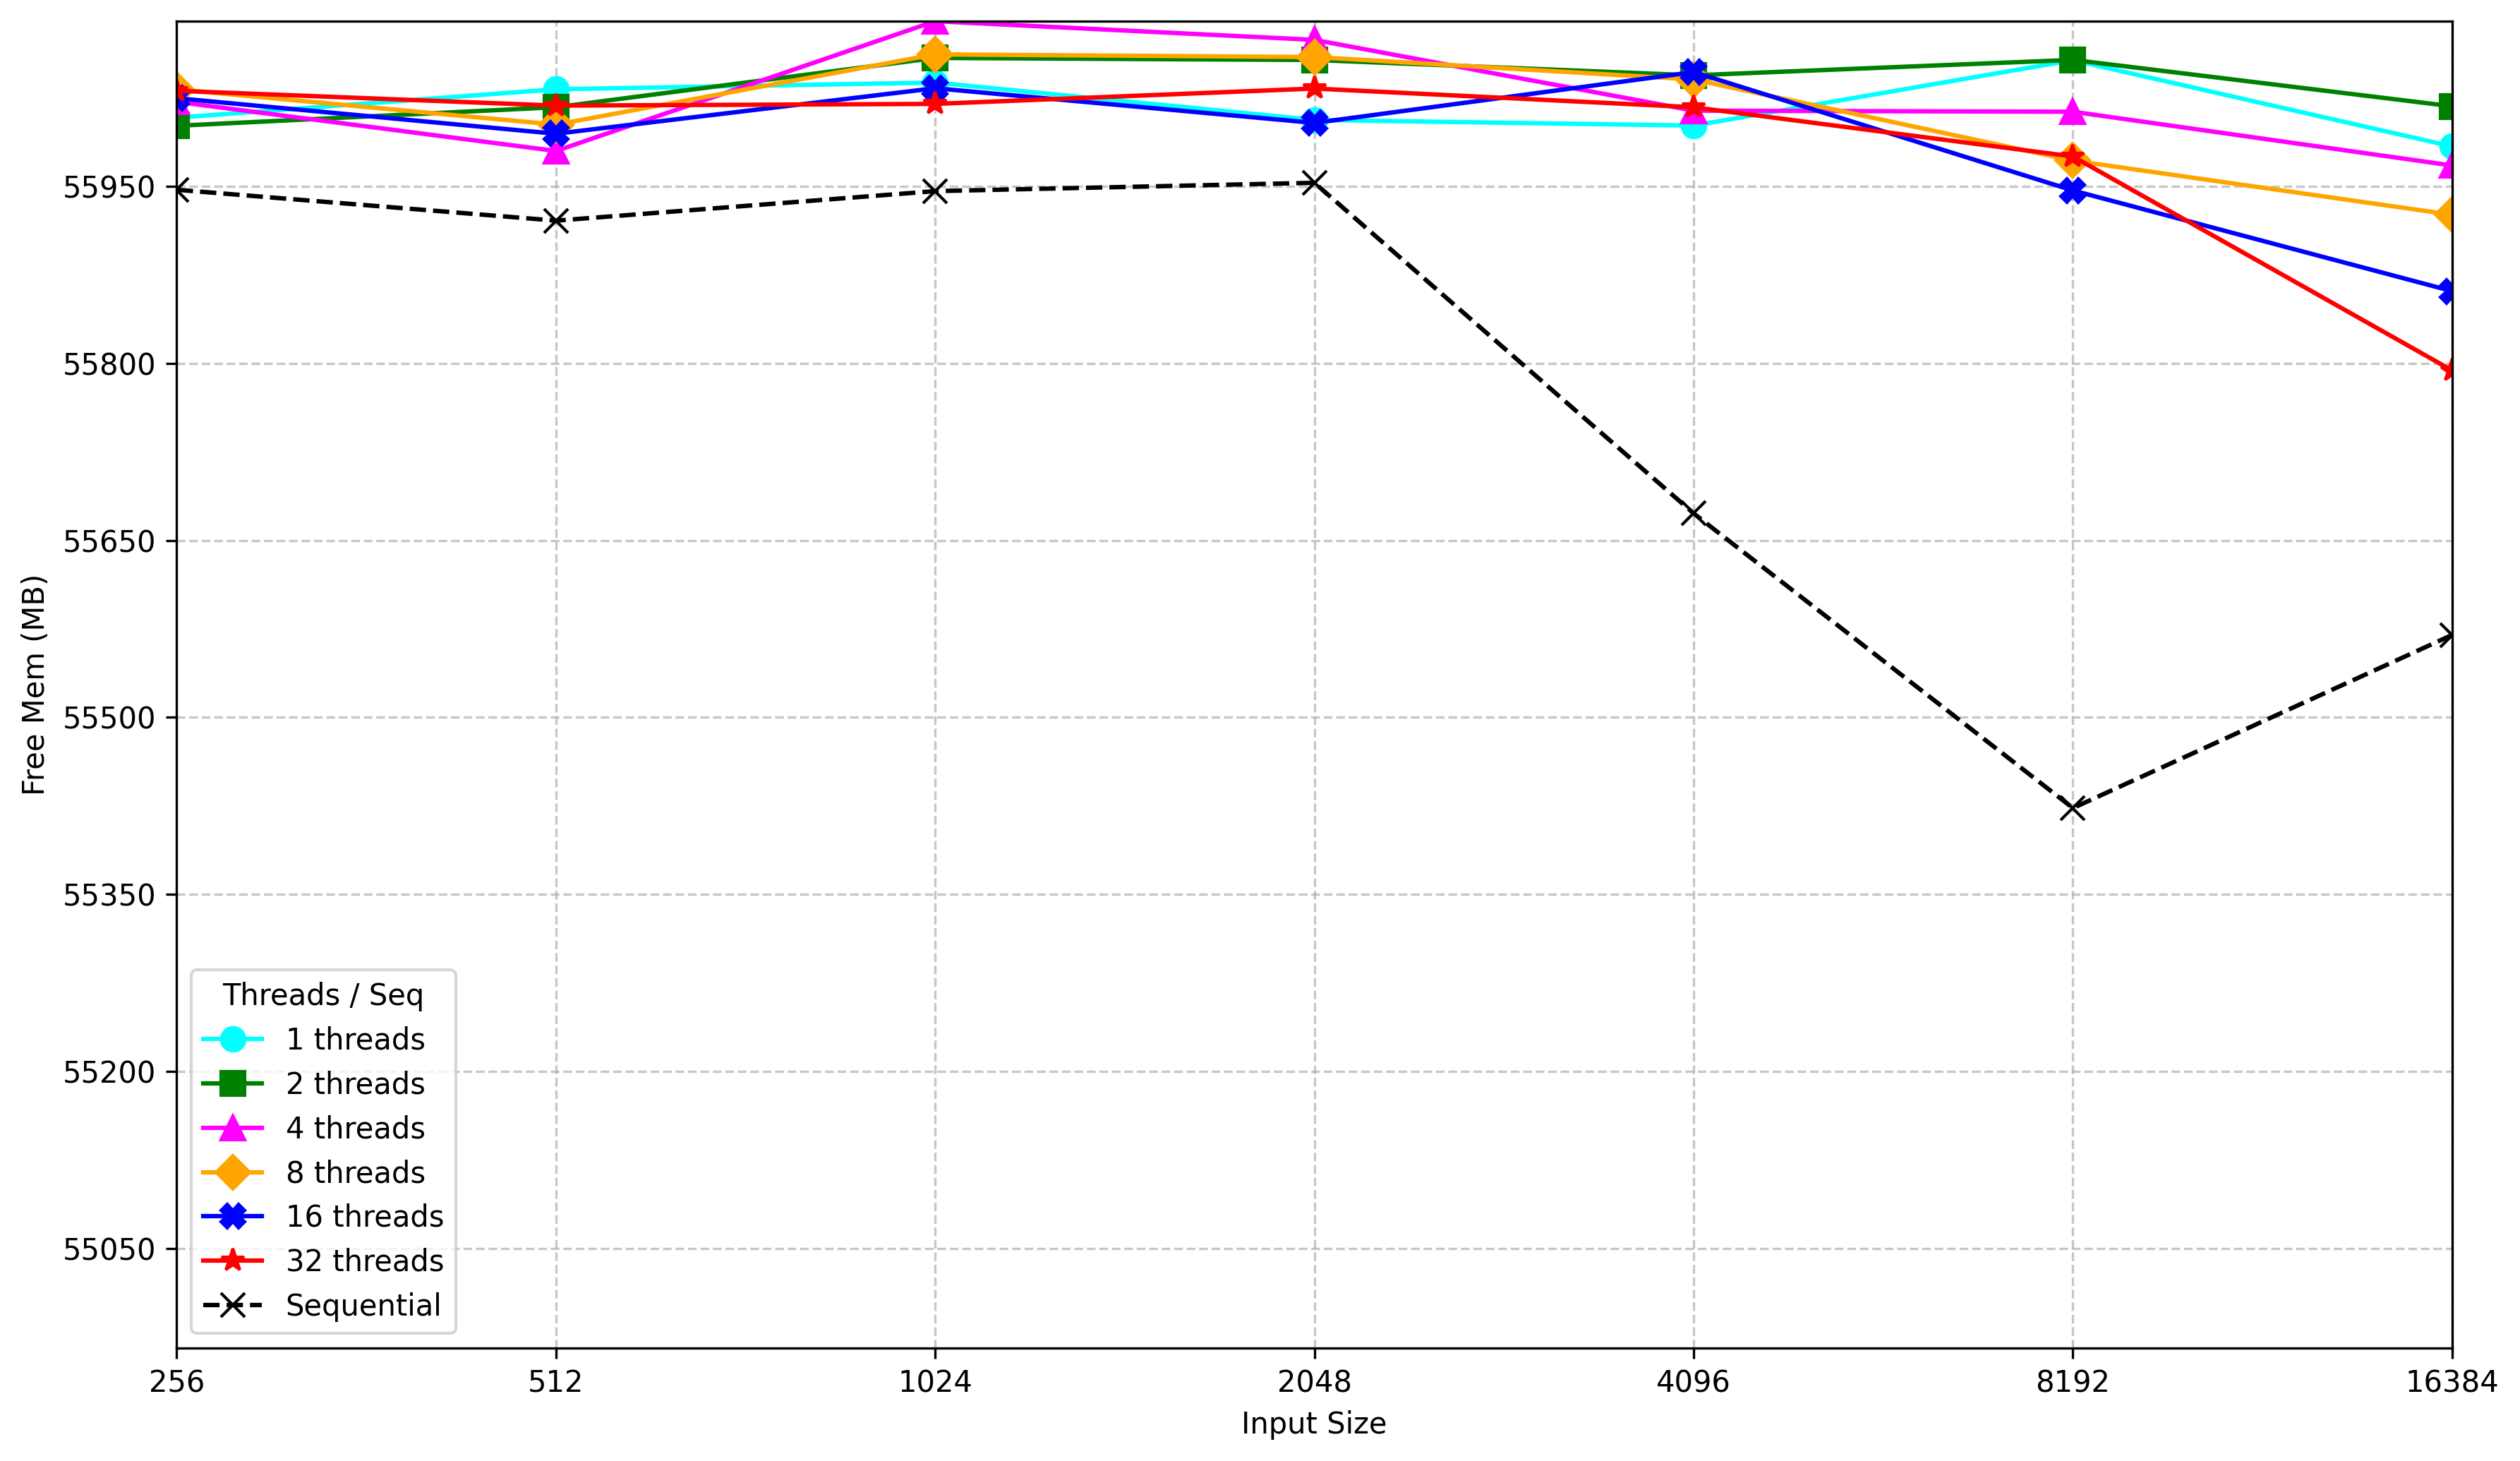 55950
55800
55650
55500
55350
55200
55050
Free Mem (MB)
Threads / Seq
1 threads
2 threads
4 threads
8 threads
16 threads
32 threads
Sequential
256 512 1024 2048 4096 8192 16384
Input Size